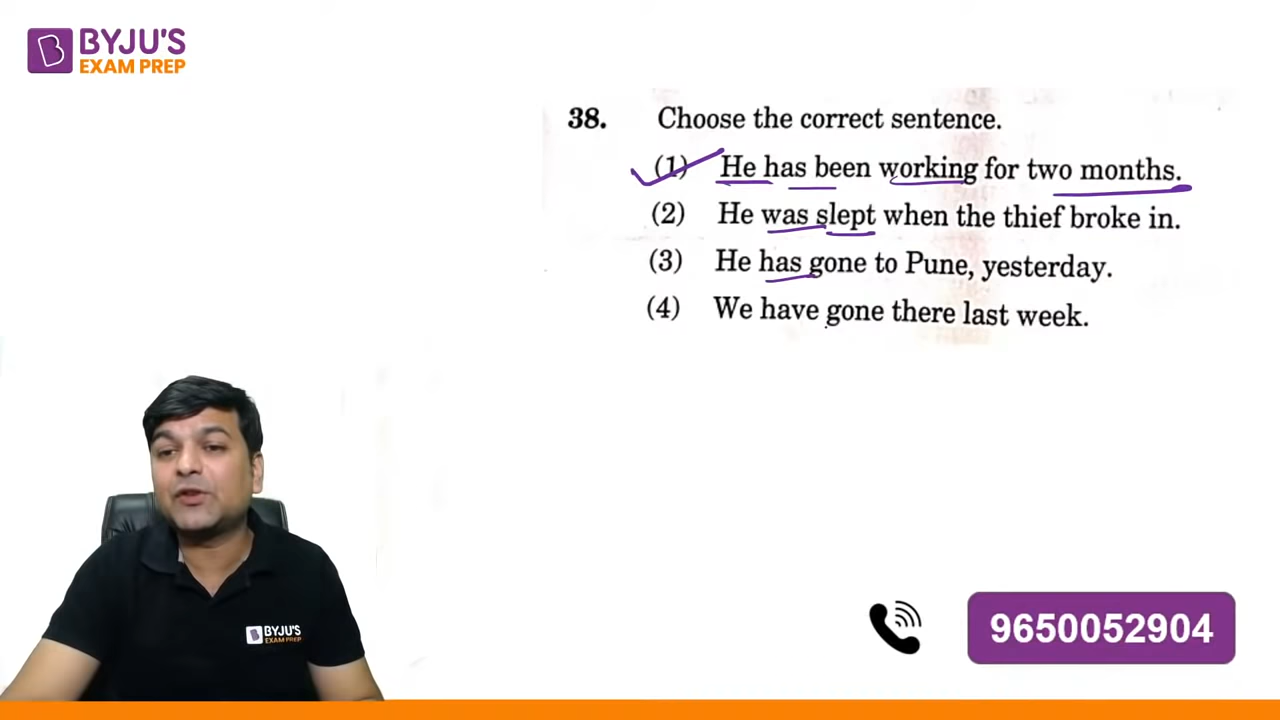 BYJU'S
EXAM PREP
38. Choose the correct sentence.
(1) He has been working for two months.
(2) He was slept when the thief broke in.
(3) He has gone to Pune, yesterday.
(4) We have gone there last week.
BYJU'S
EXAM PREP
9650052904